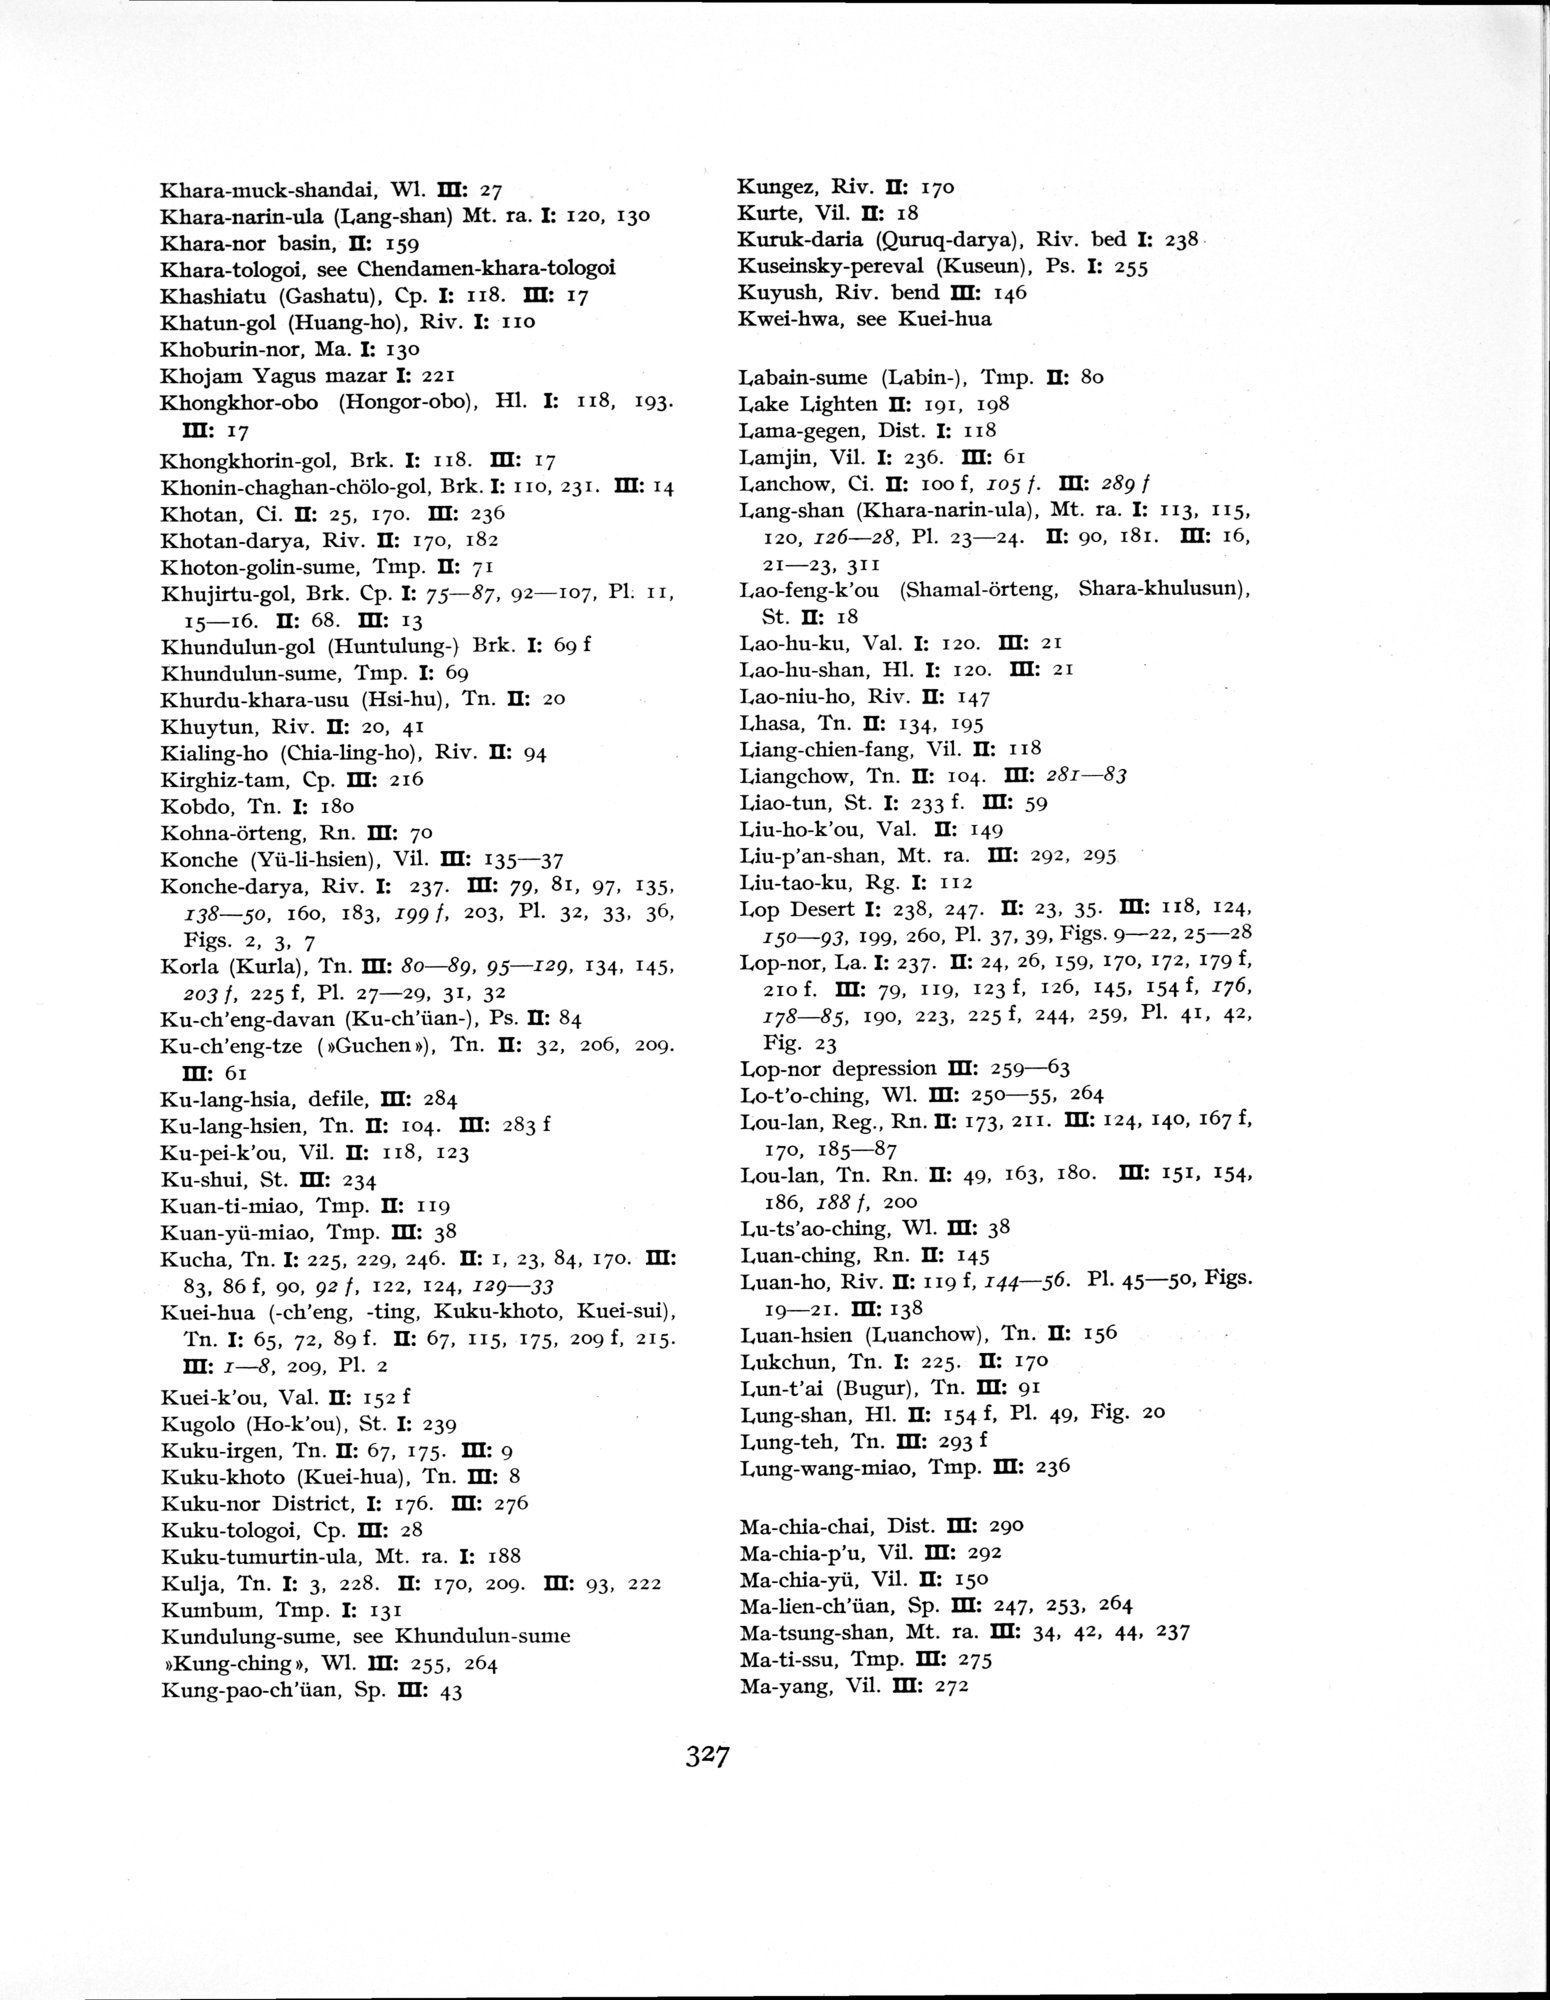 Khara-muck-shandai, Wl. III: 27
Khara-narin-ula (Lang-shan) Mt. ra. I: 120, 130
Khara-nor basin, II: 159
Khara-tologoi, see Chendamen-khara-tologoi
Khashiatu (Gashatu), Cp. I: 118. III: 17
Khatun-gol (Huang-ho), Riv. I: 110
Khoburin-nor, Ma. I: 130
Khojam Yagus mazar I: 221
Khongkhor-obo (Hongor-obo), Hl. I: 118, 193.
III: 17
Khongkhorin-gol, Brk. I: 118. III: 17
Khonin-chaghan-chölo-gol, Brk. I: 110, 231. III: 14
Khotan, Ci. II: 25, 170. III: 236
Khotan-darya, Riv. II: 170, 182
Khoton-golin-sume, Tmp. II: 71
Khujirtu-gol, Brk. Cp. I: 75—87, 92—107, Pl. 11,
15—16. II: 68. III: 13
Khundulun-gol (Huntulung-) Brk. I: 69 f
Khundulun-sume, Tmp. I: 69
Khurdu-khara-usu (Hsi-hu), Tn. II: 20
Khuytun, Riv. II: 20, 41
Kialing-ho (Chia-ling-ho), Riv. II: 94
Kirghiz-tam, Cp. III: 216
Kobdo, Tn. I: 180
Kohna-örteng, Rn. III: 70
Konche (Yü-li-hsien), Vil. III: 135—37
Konche-darya, Riv. I: 237. III: 79, 81, 97, 135,
138—50, 160, 183, 199 f, 203, Pl. 32, 33, 36,
Figs. 2, 3, 7
Korla (Kurla), Tn. III: 80—89, 95—129, 134, 145,
203 f, 225 f, Pl. 27—29, 31, 32
Ku-ch'eng-davan (Ku-ch'üan-), Ps. II: 84
Ku-ch'eng-tze (»Guchen»), Tn. II: 32, 206, 209.
III: 61
Ku-lang-hsia, defile, III: 284
Ku-lang-hsien, Tn. II: 104. III: 283 f
Ku-pei-k'ou, Vil. II: 118, 123
Ku-shui, St. III: 234
Kuan-ti-miao, Tmp. II: 119
Kuan-yü-miao, Tmp. III: 38
Kucha, Tn. I: 225, 229, 246. II: 1, 23, 84, 170. III:
83, 86 f, 90, 92 f, 122, 124, 129—33
Kuei-hua (-ch'eng, -ting, Kuku-khoto, Kuei-sui),
Tn. I: 65, 72, 89 f. II: 67, 115, 175, 209 f, 215.
III: 1—8, 209, Pl. 2
Kuei-k'ou, Val. II: 152 f
Kugolo (Ho-k'ou), St. I: 239
Kuku-irgen, Tn. II: 67, 175. III: 9
Kuku-khoto (Kuei-hua), Tn. III: 8
Kuku-nor District, I: 176. III: 276
Kuku-tologoi, Cp. III: 28
Kuku-tumurtin-ula, Mt. ra. I: 188
Kulja, Tn. I: 3, 228. II: 170, 209. III: 93, 222
Kumbum, Tmp. I: 131
Kundulung-sume, see Khundulun-sume
»Kung-ching», Wl. III: 255, 264
Kung-pao-ch'üan, Sp. III: 43
Kungez, Riv. II: 170
Kurte, Vil. II: 18
Kuruk-daria (Quruq-darya), Riv. bed I: 238
Kuseinsky-pereval (Kuseun), Ps. I: 255
Kuyush, Riv. bend III: 146
Kwei-hwa, see Kuei-hua
Labain-sume (Labin-), Tmp. II: 80
Lake Lighten II: 191, 198
Lama-gegen, Dist. I: 118
Lamjin, Vil. I: 236. III: 61
Lanchow, Ci. II: 100 f, 105 f. III: 289 f
Lang-shan (Khara-narin-ula), Mt. ra. I: 113, 115,
120, 126—28, Pl. 23—24. II: 90, 181. III: 16,
21—23, 311
Lao-feng-k'ou (Shamal-örteng, Shara-khulusun),
St. II: 18
Lao-hu-ku, Val. I: 120. III: 21
Lao-hu-shan, Hl. I: 120. III: 21
Lao-niu-ho, Riv. II: 147
Lhasa, Tn. II: 134, 195
Liang-chien-fang, Vil. II: 118
Liangchow, Tn. II: 104. III: 281—83
Liao-tun, St. I: 233 f. III: 59
Liu-ho-k'ou, Val. II: 149
Liu-p'an-shan, Mt. ra. III: 292, 295
Liu-tao-ku, Rg. I: 112
Lop Desert I: 238, 247. II: 23, 35. III: 118, 124,
150—93, 199, 260, Pl. 37, 39, Figs. 9—22, 25—28
Lop-nor, La. I: 237. II: 24, 26, 159, 170, 172, 179 f,
210 f. III: 79, 119, 123 f, 126, 145, 154 f, 176,
178—85, 190, 223, 225 f, 244, 259, Pl. 41, 42,
Fig. 23
Lop-nor depression III: 259—63
Lo-t'o-ching, Wl. III: 250—55, 264
Lou-lan, Reg., Rn. II: 173, 211. III: 124, 140, 167 f,
170, 185—87
Lou-lan, Tn. Rn. II: 49, 163, 180. III: 151, 154,
186, 188 f, 200
Lu-ts'ao-ching, Wl. III: 38
Luan-ching, Rn. II: 145
Luan-ho, Riv. II: 119 f, 144—56. Pl. 45—50, Figs.
19—21. III: 138
Luan-hsien (Luanchow), Tn. II: 156
Lukchun, Tn. I: 225. II: 170
Lun-t'ai (Bugur), Tn. III: 91
Lung-shan, Hl. II: 154 f, Pl. 49, Fig. 20
Lung-teh, Tn. III: 293 f
Lung-wang-miao, Tmp. III: 236
Ma-chia-chai, Dist. III: 290
Ma-chia-p'u, Vil. III: 292
Ma-chia-yü, Vil. II: 150
Ma-lien-ch'üan, Sp. III: 247, 253, 264
Ma-tsung-shan, Mt. ra. III: 34, 42, 44, 237
Ma-ti-ssu, Tmp. III: 275
Ma-yang, Vil. III: 272
327